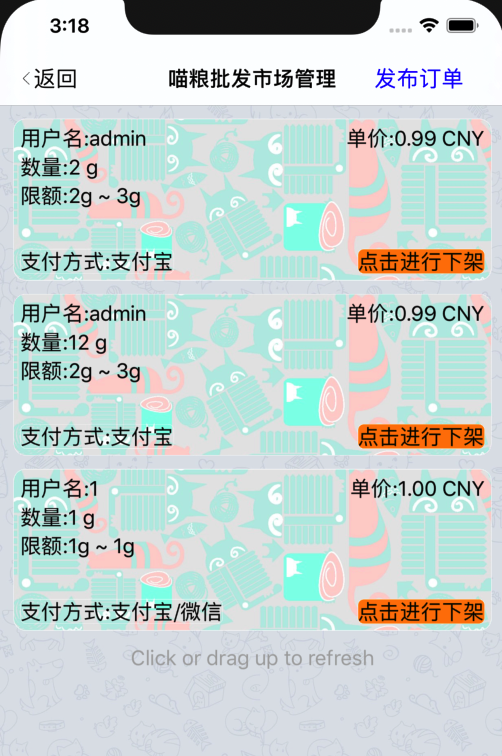 3:18
返回 喵粮批发市场管理 发布订单
用户名:admin 单价:0.99 CNY
数量:2 g
限额:2g ~ 3g
支付方式:支付宝 点击进行下架
用户名:admin 单价:0.99 CNY
数量:12 g
限额:2g ~ 3g
支付方式:支付宝 点击进行下架
用户名:1 单价:1.00 CNY
数量:1 g
限额:1g ~ 1g
支付方式:支付宝/微信 点击进行下架
Click or drag up to refresh